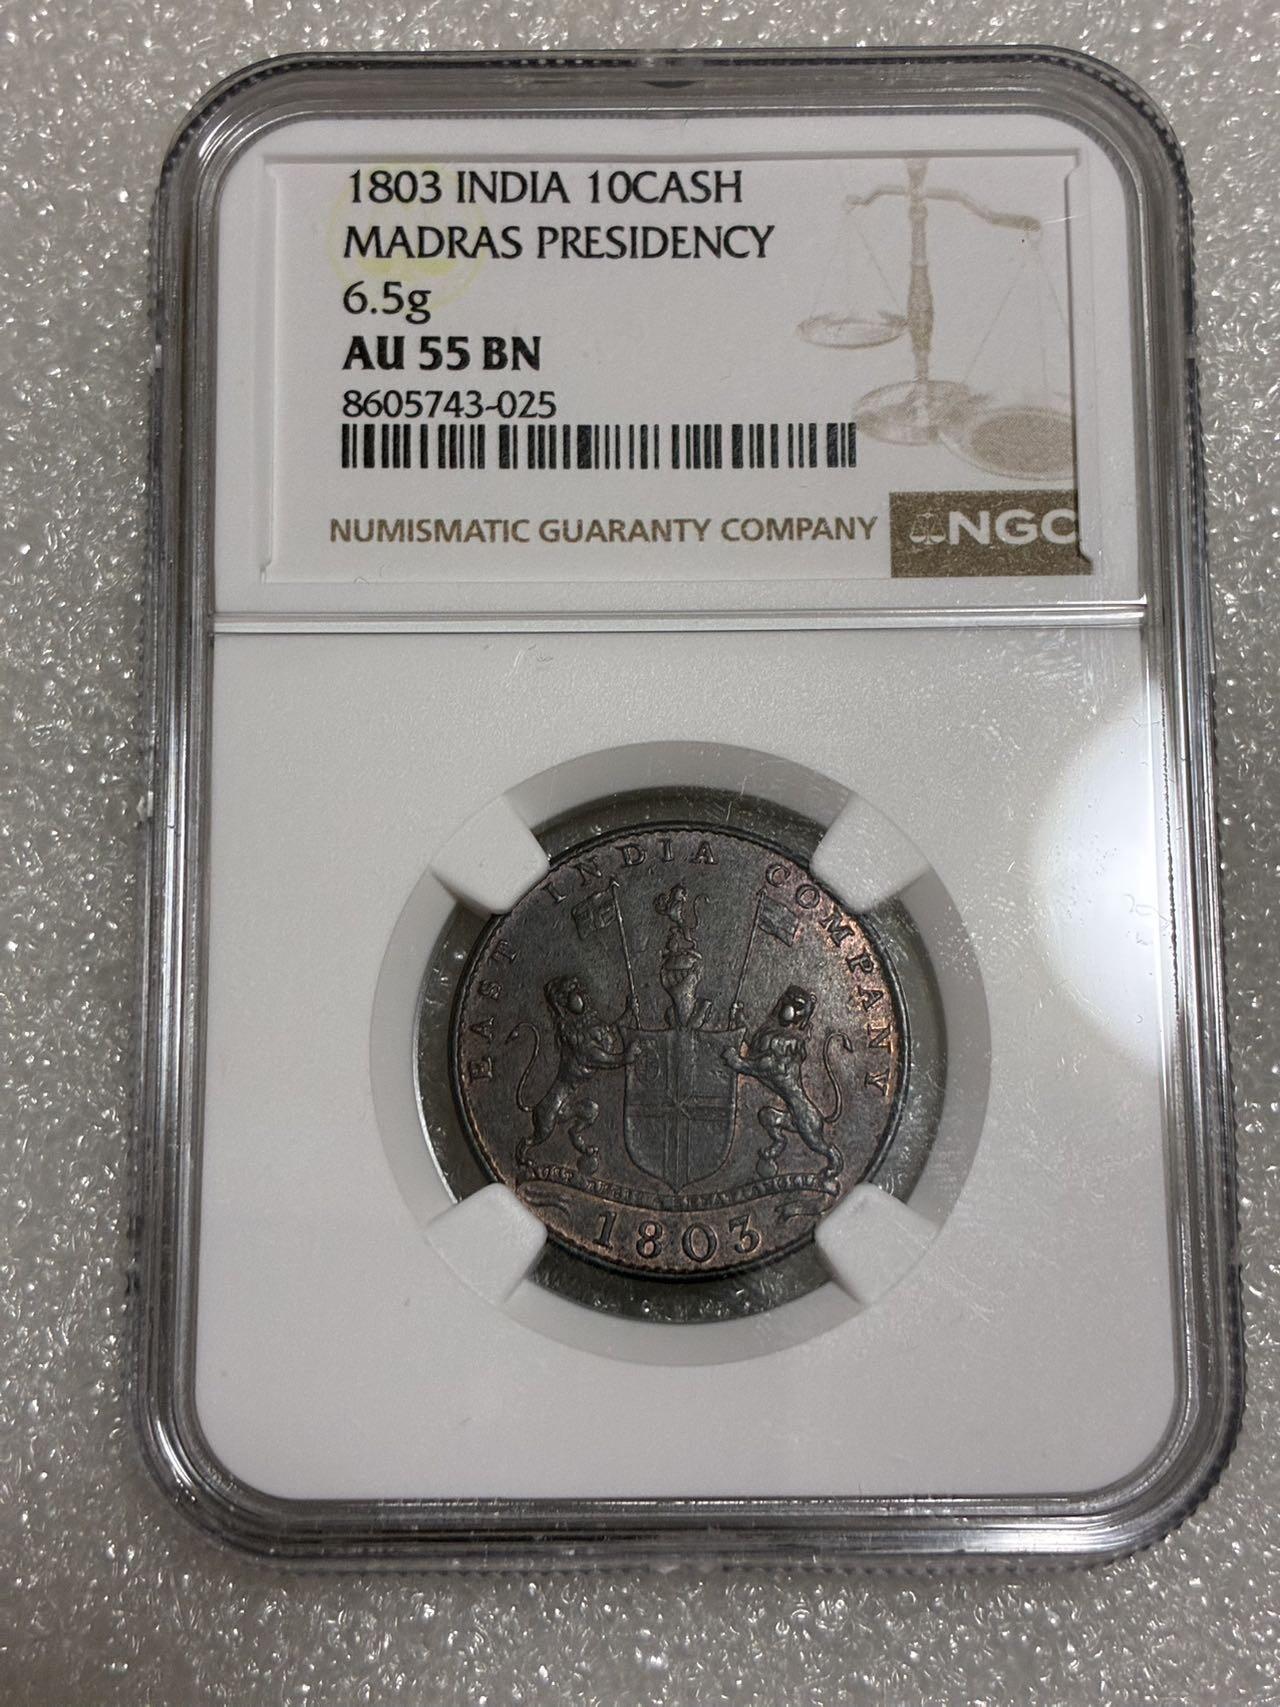 1803 INDIA 10CASH
MADRAS PRESIDENCY
6.5g
AU 55 BN
8605743-025
NUMISMATIC GUARANTY COMPANY
NGC
EAST INDIA COMPANY
1803